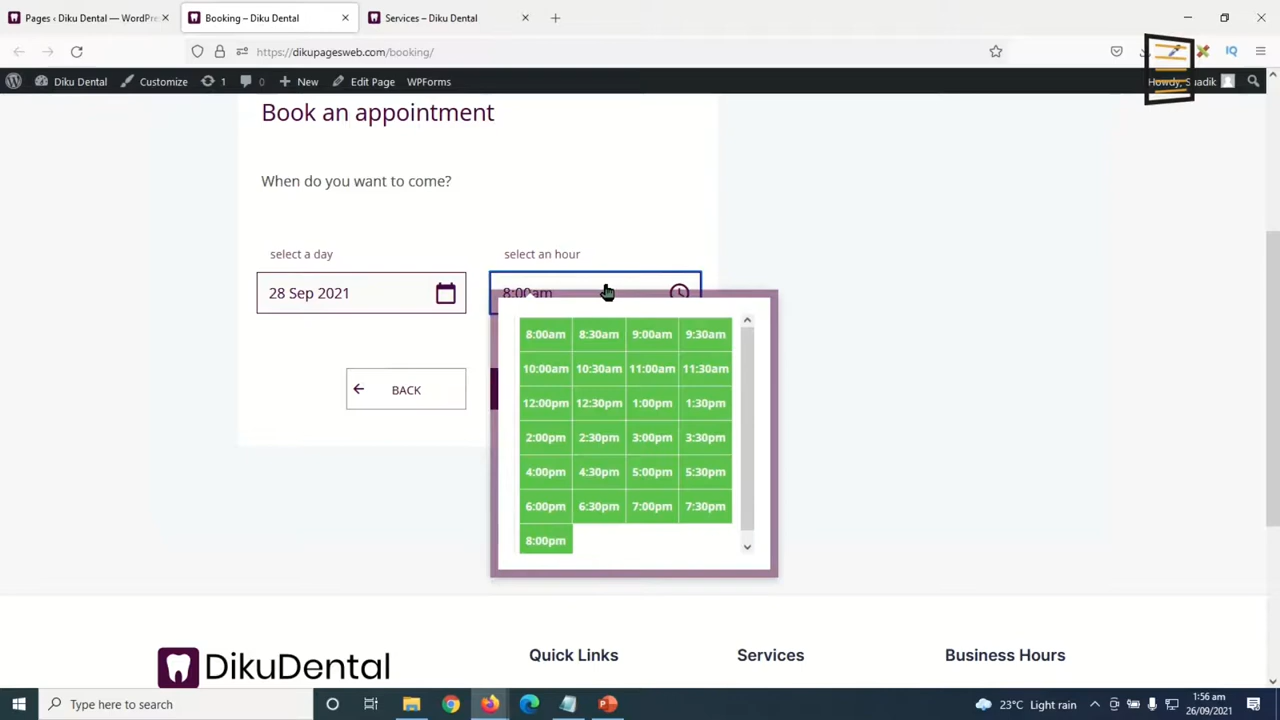 Pages ‹ Diku Dental — WordPre
Booking – Diku Dental
Services – Diku Dental
https://dikupagesweb.com/booking/
IQ
Diku Dental
Customize
1
0
New
Edit Page
WPForms
Howdy, Suadik
Book an appointment
When do you want to come?
select a day
select an hour
28 Sep 2021
8:00am
8:00am 8:30am 9:00am 9:30am
10:00am 10:30am 11:00am 11:30am
12:00pm 12:30pm 1:00pm 1:30pm
2:00pm 2:30pm 3:00pm 3:30pm
4:00pm 4:30pm 5:00pm 5:30pm
6:00pm 6:30pm 7:00pm 7:30pm
8:00pm
BACK
DikuDental
Quick Links
Services
Business Hours
Type here to search
23°C Light rain
1:56 am
26/09/2021